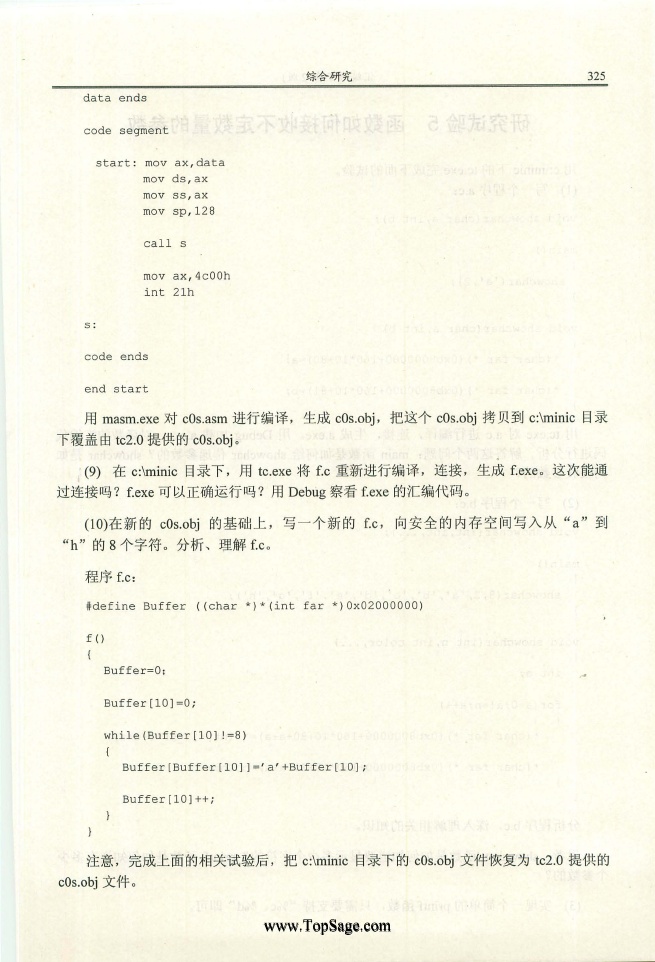 综合研究 325
data ends
code segment
start: mov ax,data
mov ds,ax
mov ss,ax
mov sp,128
call s
mov ax,4c00h
int 21h
s:
code ends
end start
用 masm.exe 对 c0s.asm 进行编译，生成 c0s.obj，把这个 c0s.obj 拷贝到 c:\minic 目录
下覆盖由 tc2.0 提供的 c0s.obj。
(9) 在 c:\minic 目录下，用 tc.exe 将 f.c 重新进行编译，连接，生成 f.exe。这次能通
过连接吗？f.exe 可以正确运行吗？用 Debug 察看 f.exe 的汇编代码。
(10)在新的 c0s.obj 的基础上，写一个新的 f.c，向安全的内存空间写入从“a”到
“h”的 8 个字符。分析、理解 f.c。
程序 f.c：
#define Buffer ((char *)*(int far *)0x02000000)
f()
{
Buffer=0;
Buffer[10]=0;
while(Buffer[10]!=8)
{
Buffer[Buffer[10]]='a'+Buffer[10];
Buffer[10]++;
}
}
注意，完成上面的相关试验后，把 c:\minic 目录下的 c0s.obj 文件恢复为 tc2.0 提供的
c0s.obj 文件。
www.TopSage.com